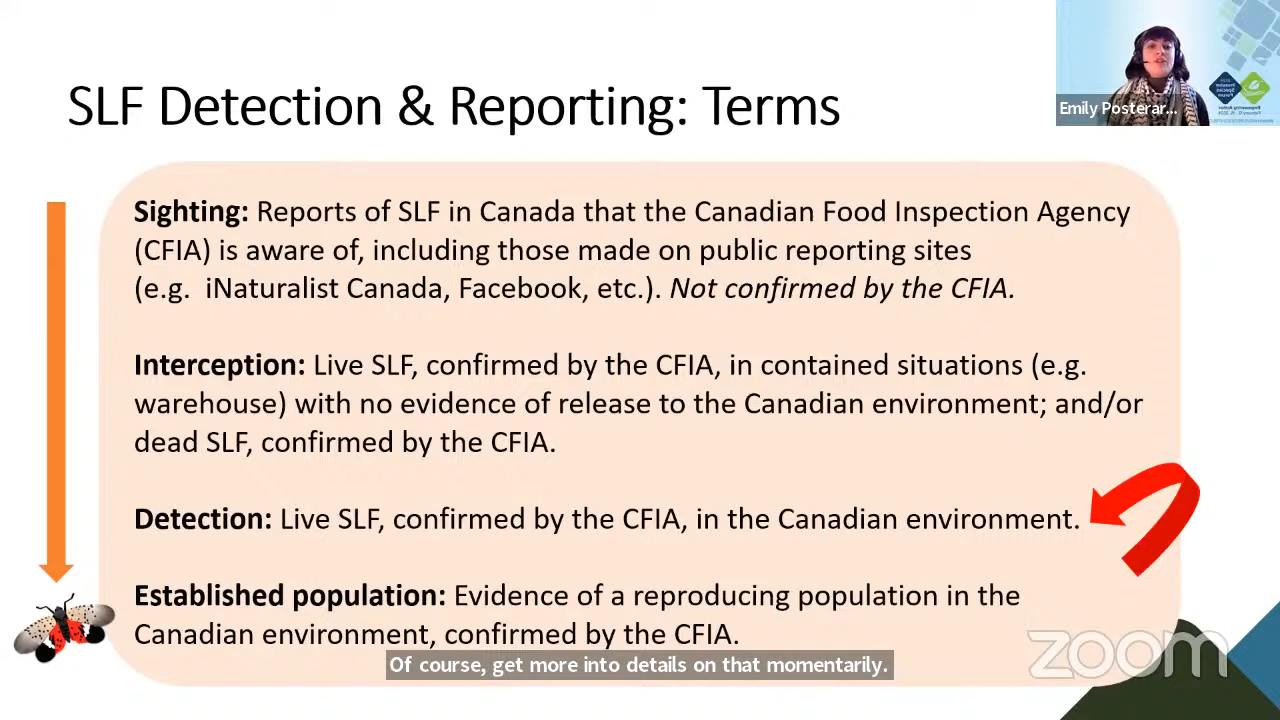 SLF Detection & Reporting: Terms
Emily Posterar...
Sighting: Reports of SLF in Canada that the Canadian Food Inspection Agency
(CFIA) is aware of, including those made on public reporting sites
(e.g. iNaturalist Canada, Facebook, etc.). Not confirmed by the CFIA.
Interception: Live SLF, confirmed by the CFIA, in contained situations (e.g.
warehouse) with no evidence of release to the Canadian environment; and/or
dead SLF, confirmed by the CFIA.
Detection: Live SLF, confirmed by the CFIA, in the Canadian environment.
Established population: Evidence of a reproducing population in the
Canadian environment, confirmed by the CFIA.
Of course, get more into details on that momentarily.
zoom